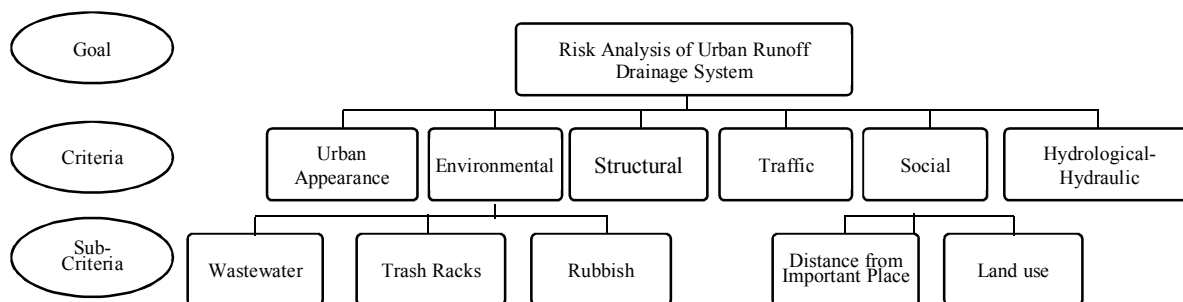 Goal
Risk Analysis of Urban Runoff
Drainage System
Criteria
Urban
Appearance
Environmental
Structural
Traffic
Social
Hydrological-
Hydraulic
Sub-
Criteria
Wastewater
Trash Racks
Rubbish
Distance from
Important Place
Land use